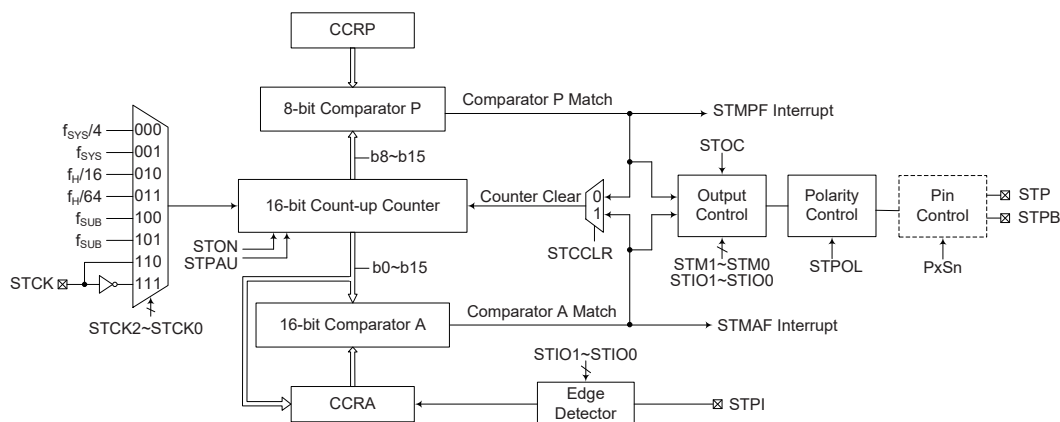 CCRP
8-bit Comparator P
Comparator P Match
STMPF Interrupt
b8~b15
fSYS/4
000
fSYS
001
fH/16
010
fH/64
011
fSUB
100
fSUB
101
110
111
STCK
STCK2~STCK0
16-bit Count-up Counter
STON
STPAU
Counter Clear
0
1
STCCLR
STOC
Output
Control
STM1~STM0
STIO1~STIO0
Polarity
Control
STPOL
Pin
Control
PxSn
STP
STPB
b0~b15
16-bit Comparator A
Comparator A Match
STMAF Interrupt
CCRA
STIO1~STIO0
Edge
Detector
STPI